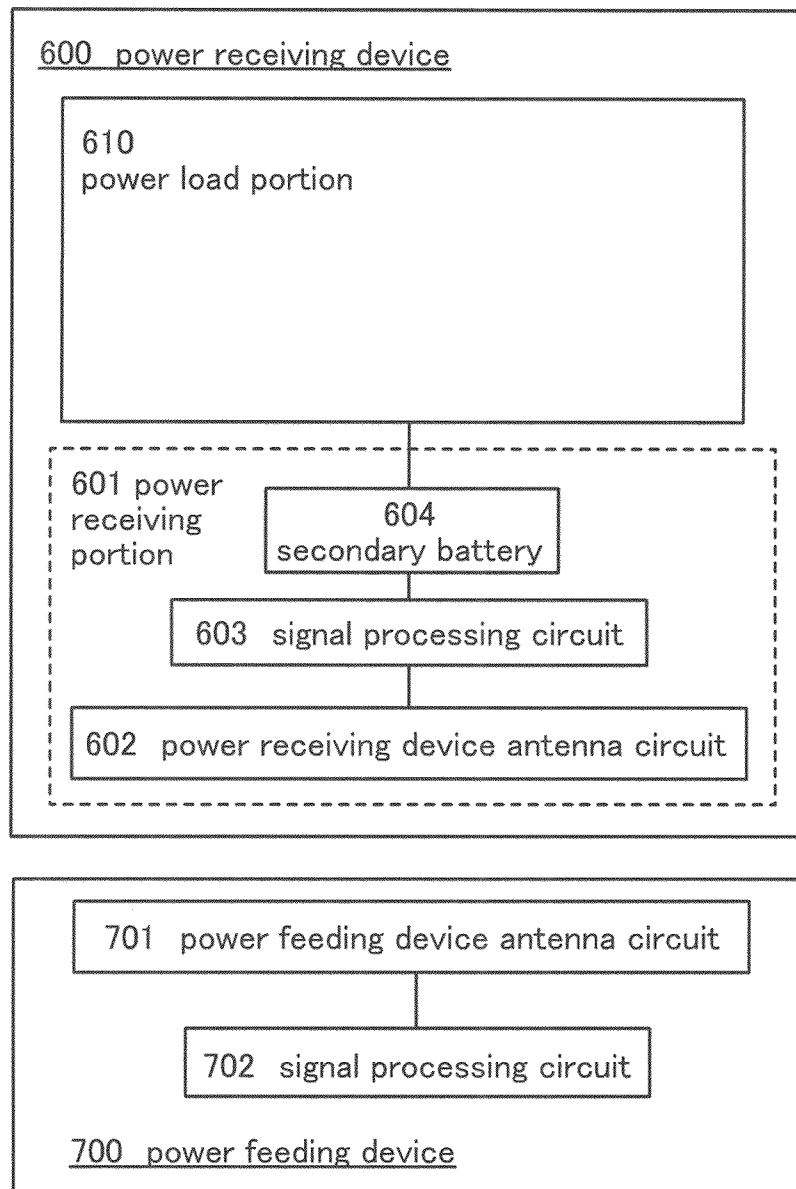 600 power receiving device
610
power load portion
601 power
receiving
portion
604
secondary battery
603 signal processing circuit
602 power receiving device antenna circuit
701 power feeding device antenna circuit
702 signal processing circuit
700 power feeding device